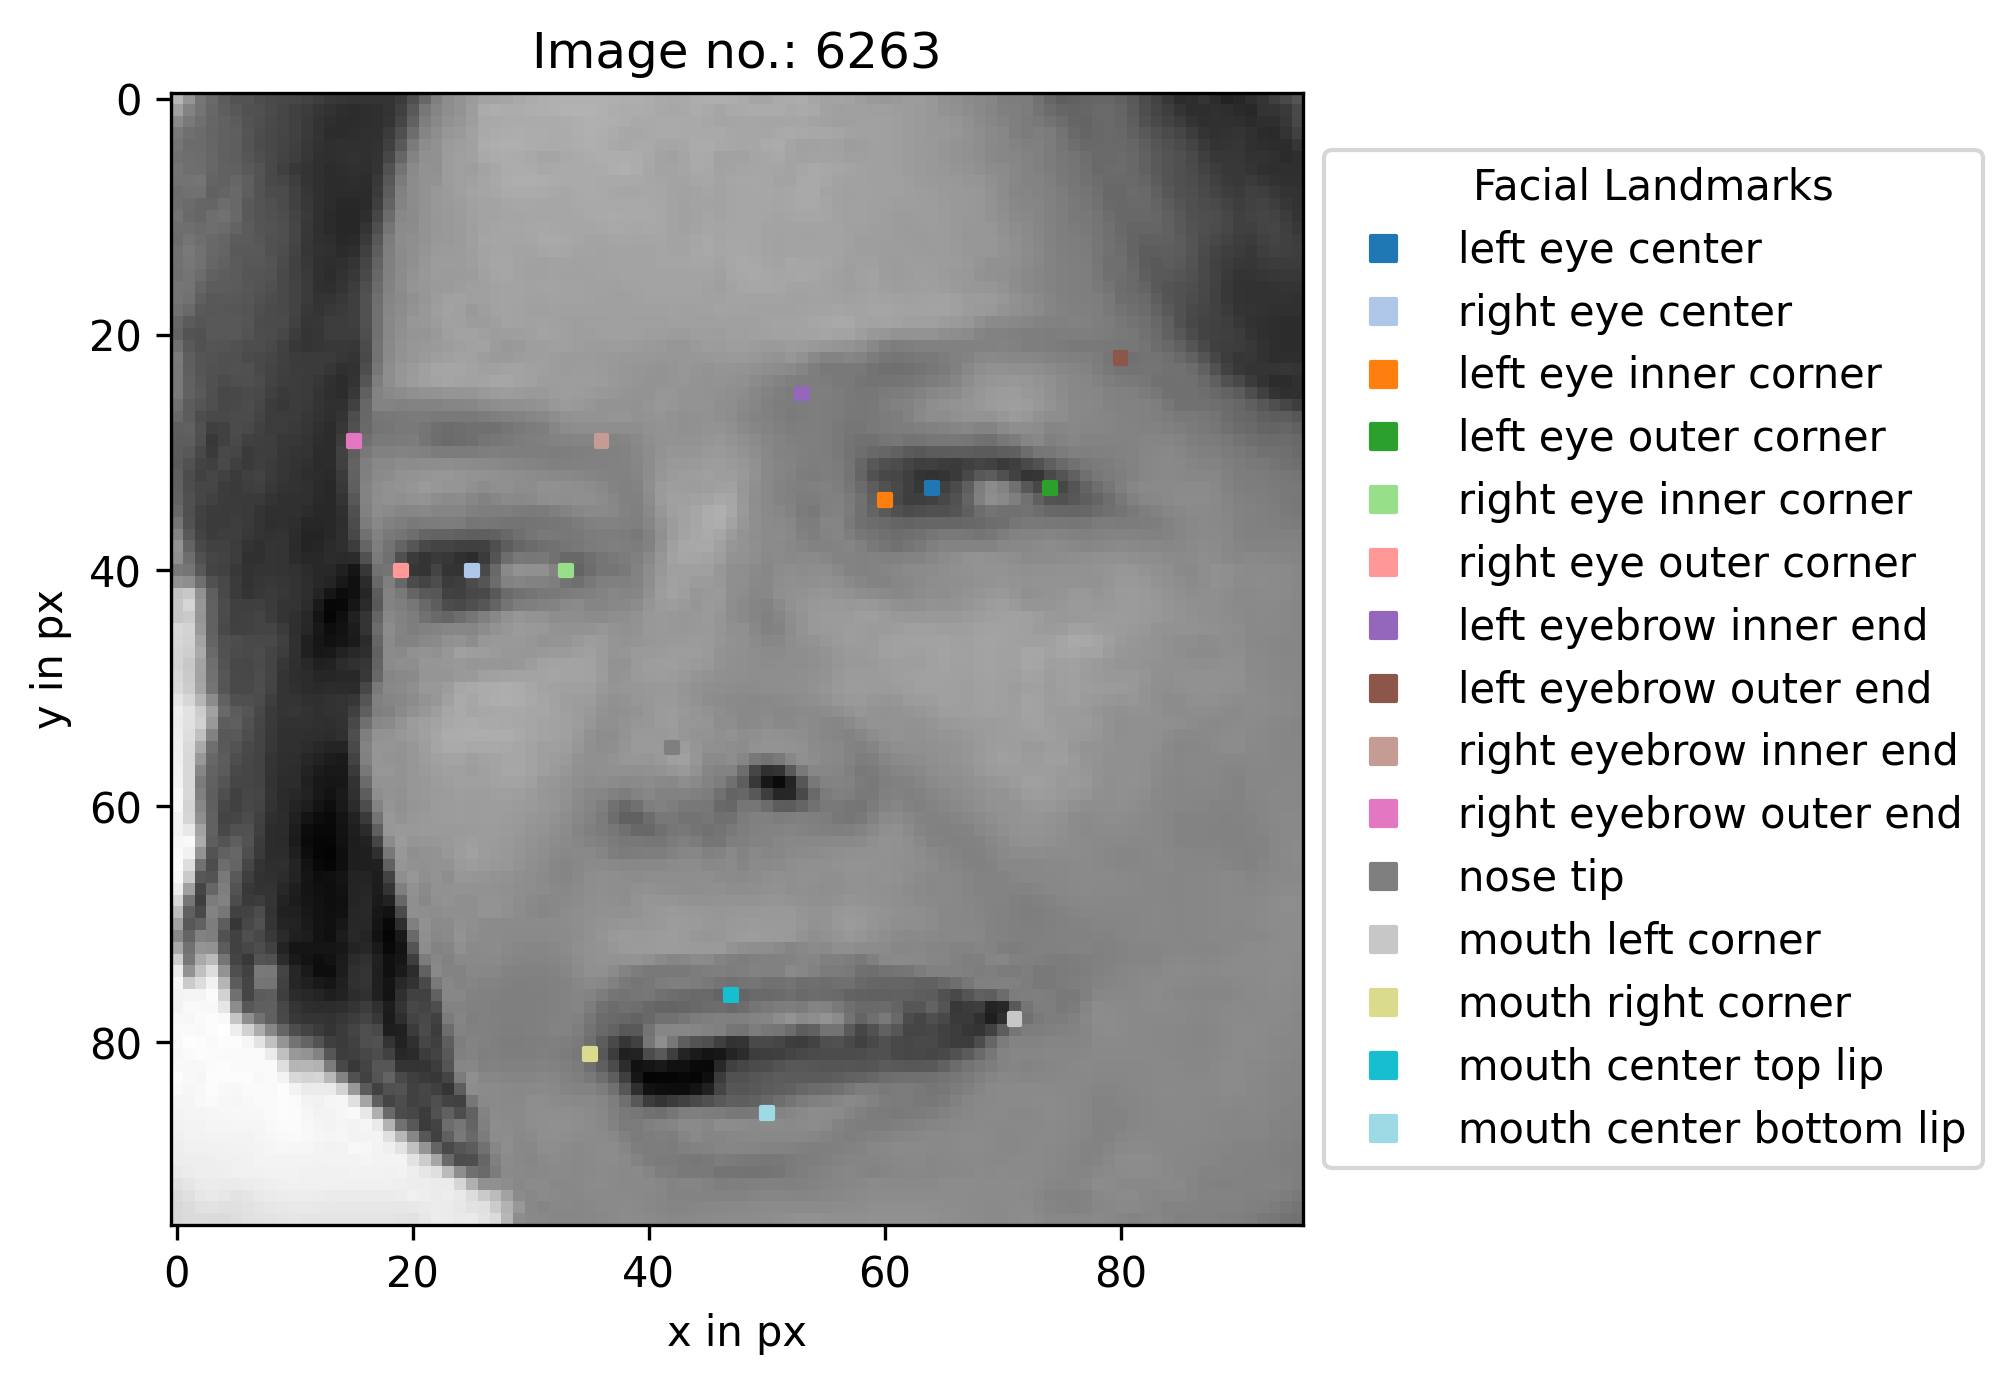 Image no.: 6263
0
20
40
60
80
y in px
0 20 40 60 80
x in px
Facial Landmarks
left eye center
right eye center
left eye inner corner
left eye outer corner
right eye inner corner
right eye outer corner
left eyebrow inner end
left eyebrow outer end
right eyebrow inner end
right eyebrow outer end
nose tip
mouth left corner
mouth right corner
mouth center top lip
mouth center bottom lip